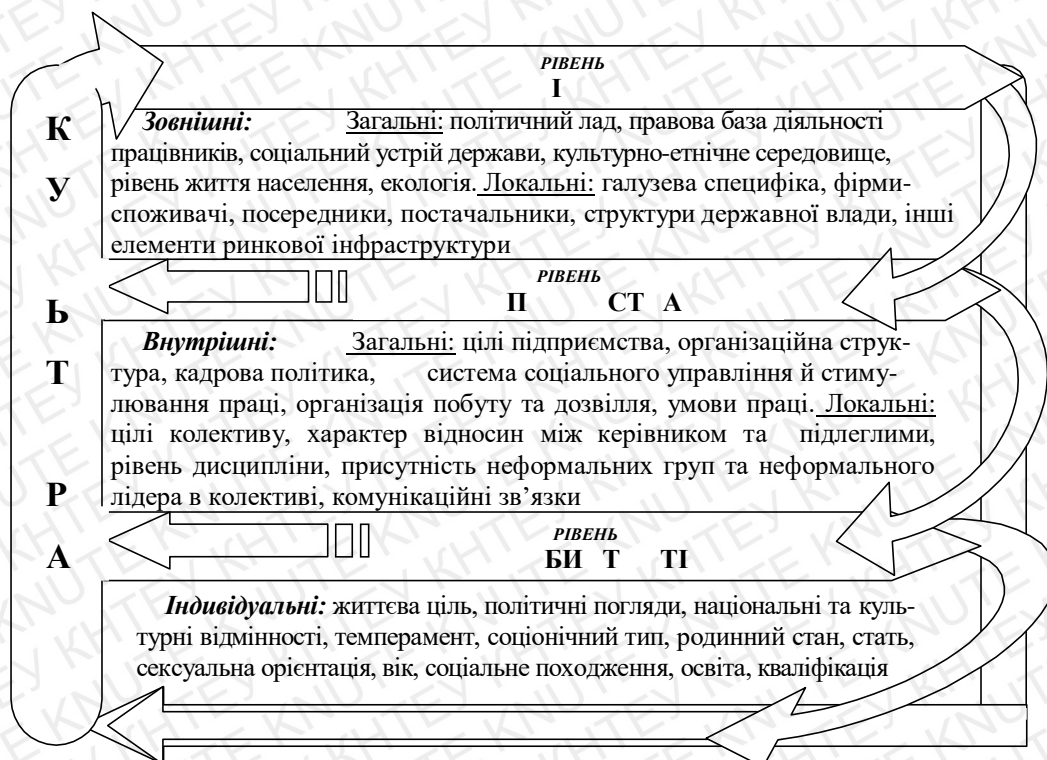 РІВЕНЬ
І
К
У
Ь
Т
Р
А
Зовнішні: Загальні: політичний лад, правова база діяльності
працівників, соціальний устрій держави, культурно-етнічне середовище,
рівень життя населення, екологія. Локальні: галузева специфіка, фірми-
споживачі, посередники, постачальники, структури державної влади, інші
елементи ринкової інфраструктури
РІВЕНЬ
П СТ А
Внутрішні: Загальні: цілі підприємства, організаційна струк-
тура, кадрова політика, система соціального управління й стиму-
лювання праці, організація побуту та дозвілля, умови праці. Локальні:
цілі колективу, характер відносин між керівником та підлеглими,
рівень дисципліни, присутність неформальних груп та неформального
лідера в колективі, комунікаційні зв’язки
РІВЕНЬ
БИ Т ТІ
Індивідуальні: життєва ціль, політичні погляди, національні та куль-
турні відмінності, темперамент, соціонічний тип, родинний стан, стать,
сексуальна орієнтація, вік, соціальне походження, освіта, кваліфікація